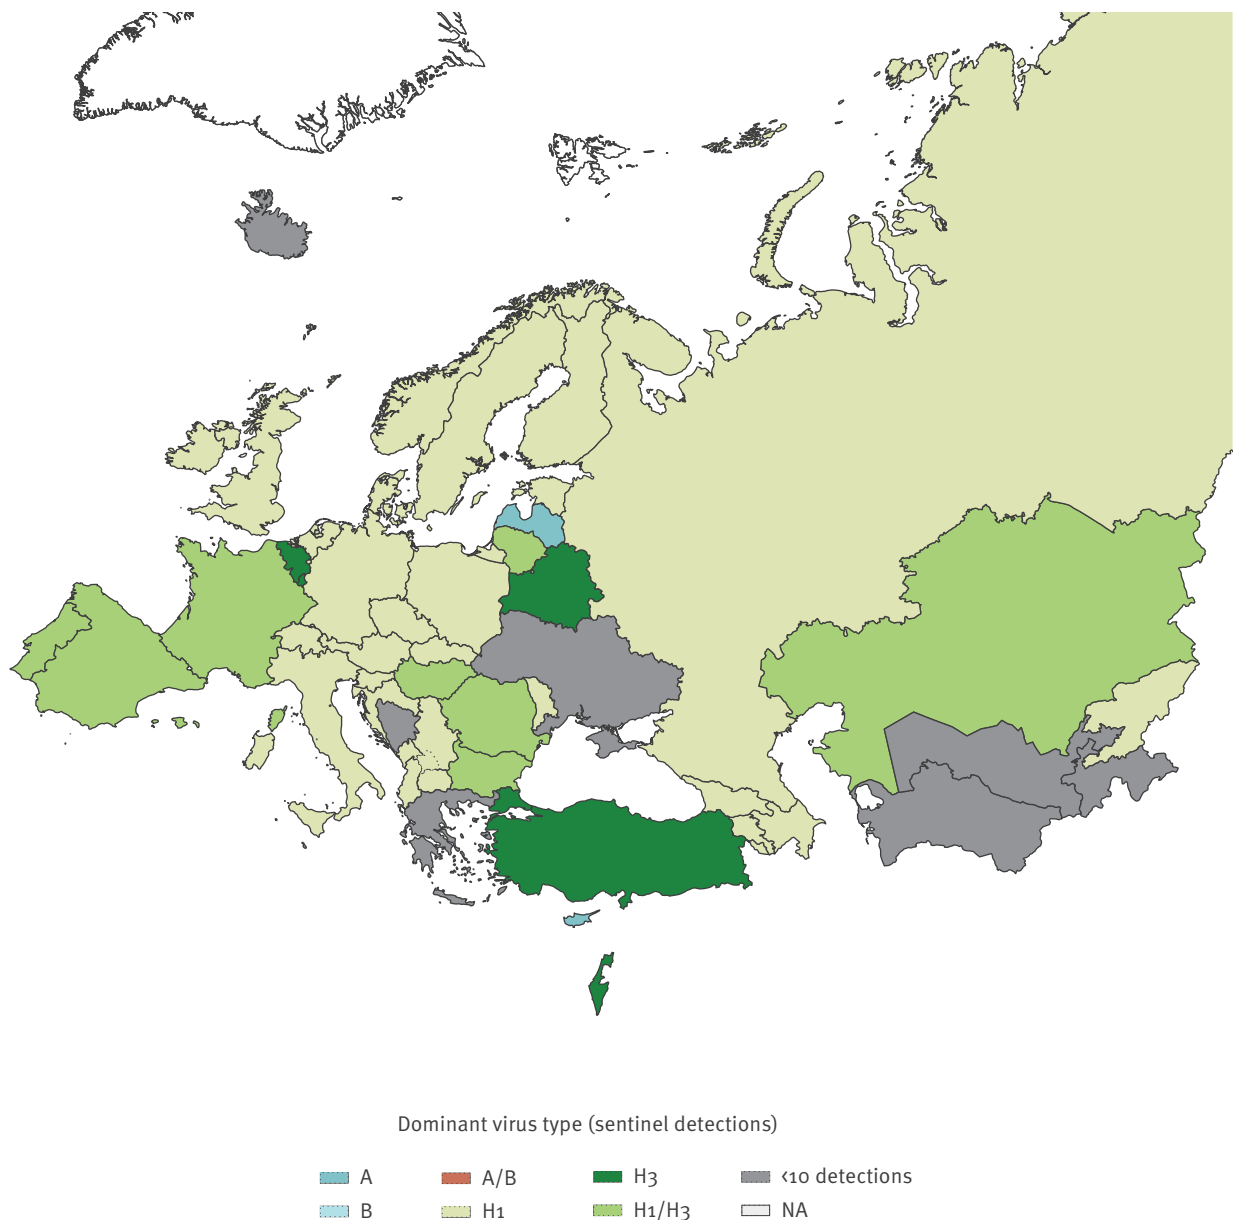 Dominant virus type (sentinel detections)
A A/B H3 <10 detections
B H1 H1/H3 NA